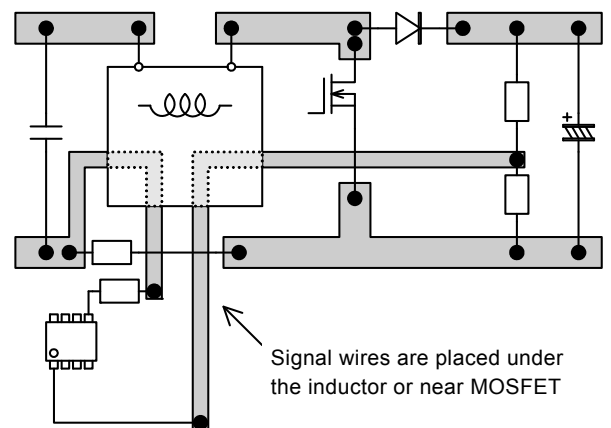 +
Signal wires are placed under
the inductor or near MOSFET